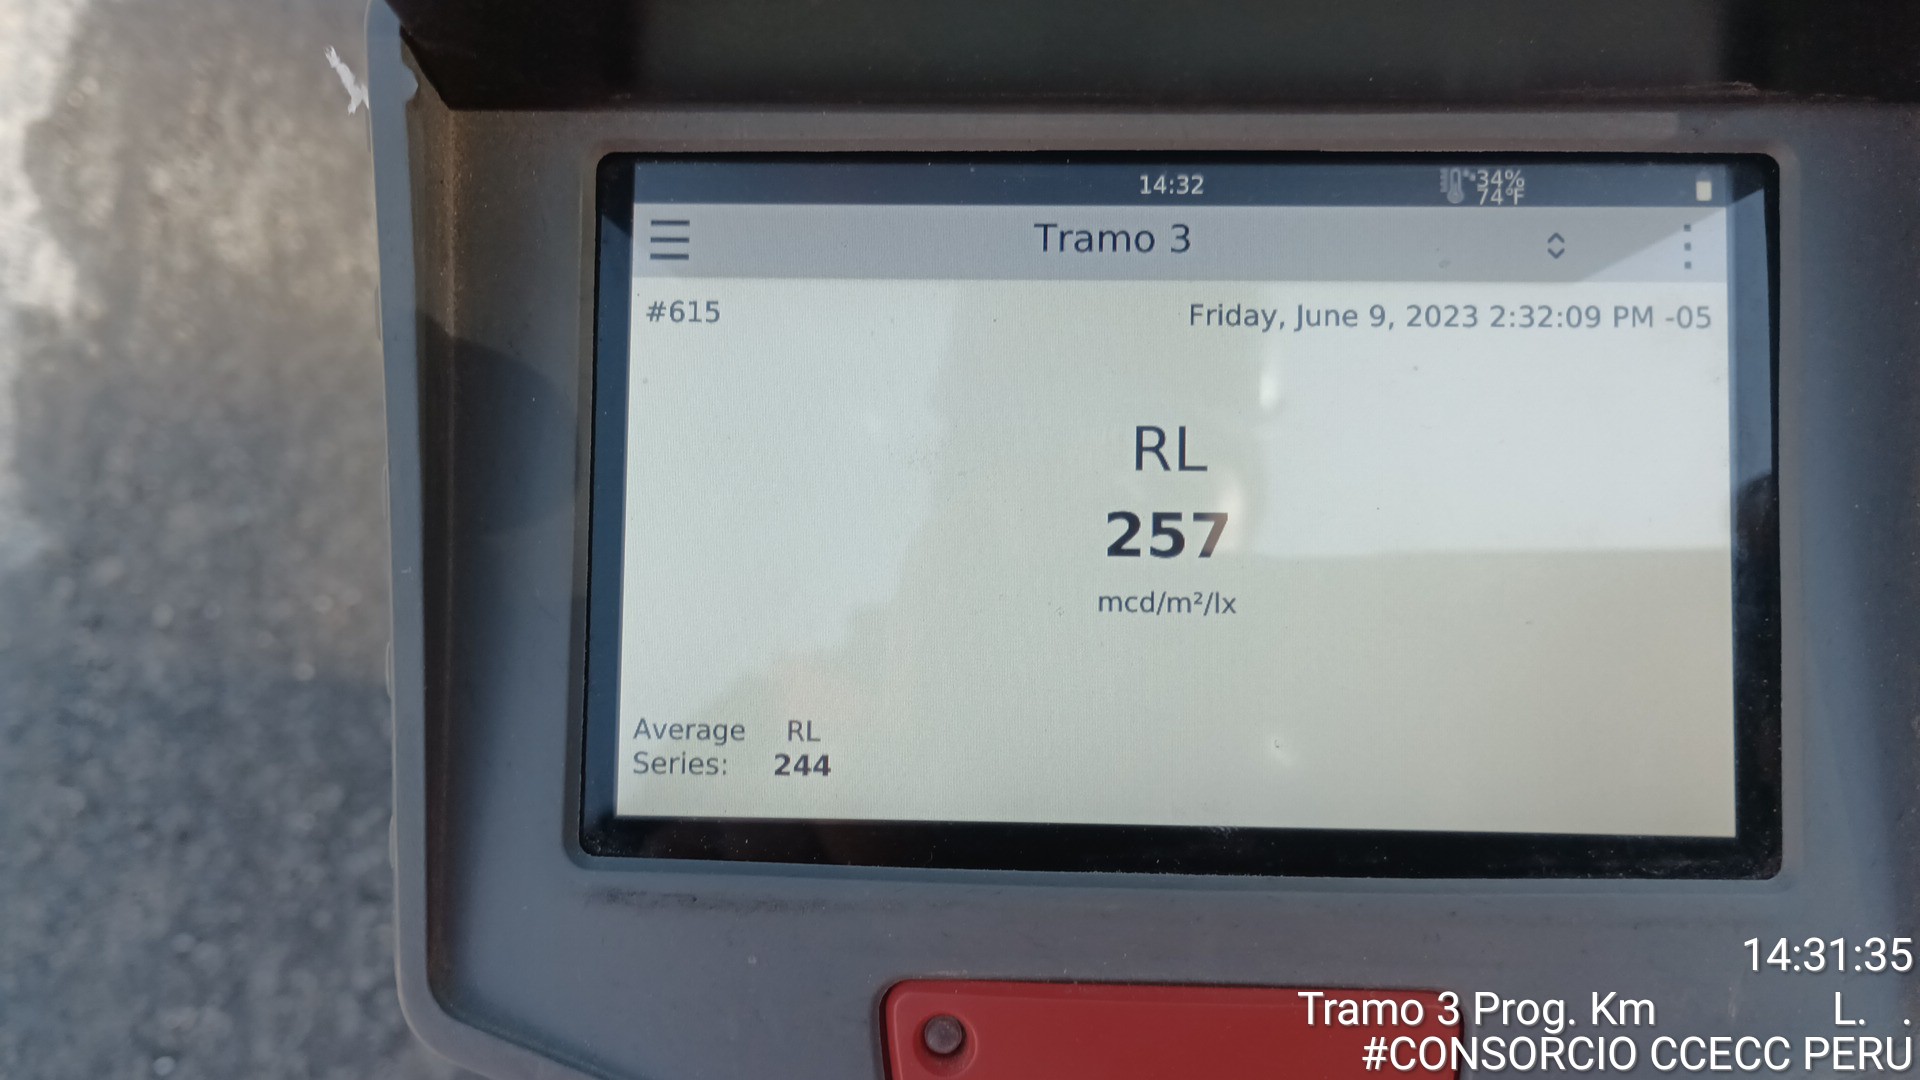 14:32
34%
74°F
Tramo 3
#615
Friday, June 9, 2023 2:32:09 PM -05
RL
257
mcd/m²/lx
Average RL
Series: 244
14:31:35
Tramo 3 Prog. Km L. .
#CONSORCIO CCECC PERU